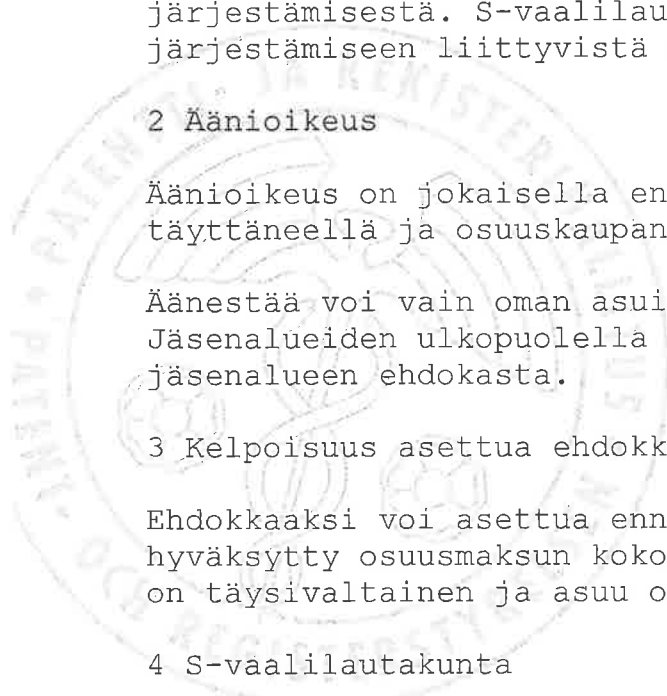 järjestämisestä. S-vaalilau
järjestämiseen liittyvistä
2 Äänioikeus
Äänioikeus on jokaisella en
täyttäneellä ja osuuskaupan
Äänestää voi vain oman asui
Jäsenalueiden ulkopuolella
jäsenalueen ehdokasta.
3 Kelpoisuus asettua ehdokk
Ehdokkaaksi voi asettua enn
hyväksytty osuusmaksun koko
on täysivaltainen ja asuu o
4 S-vaalilautakunta